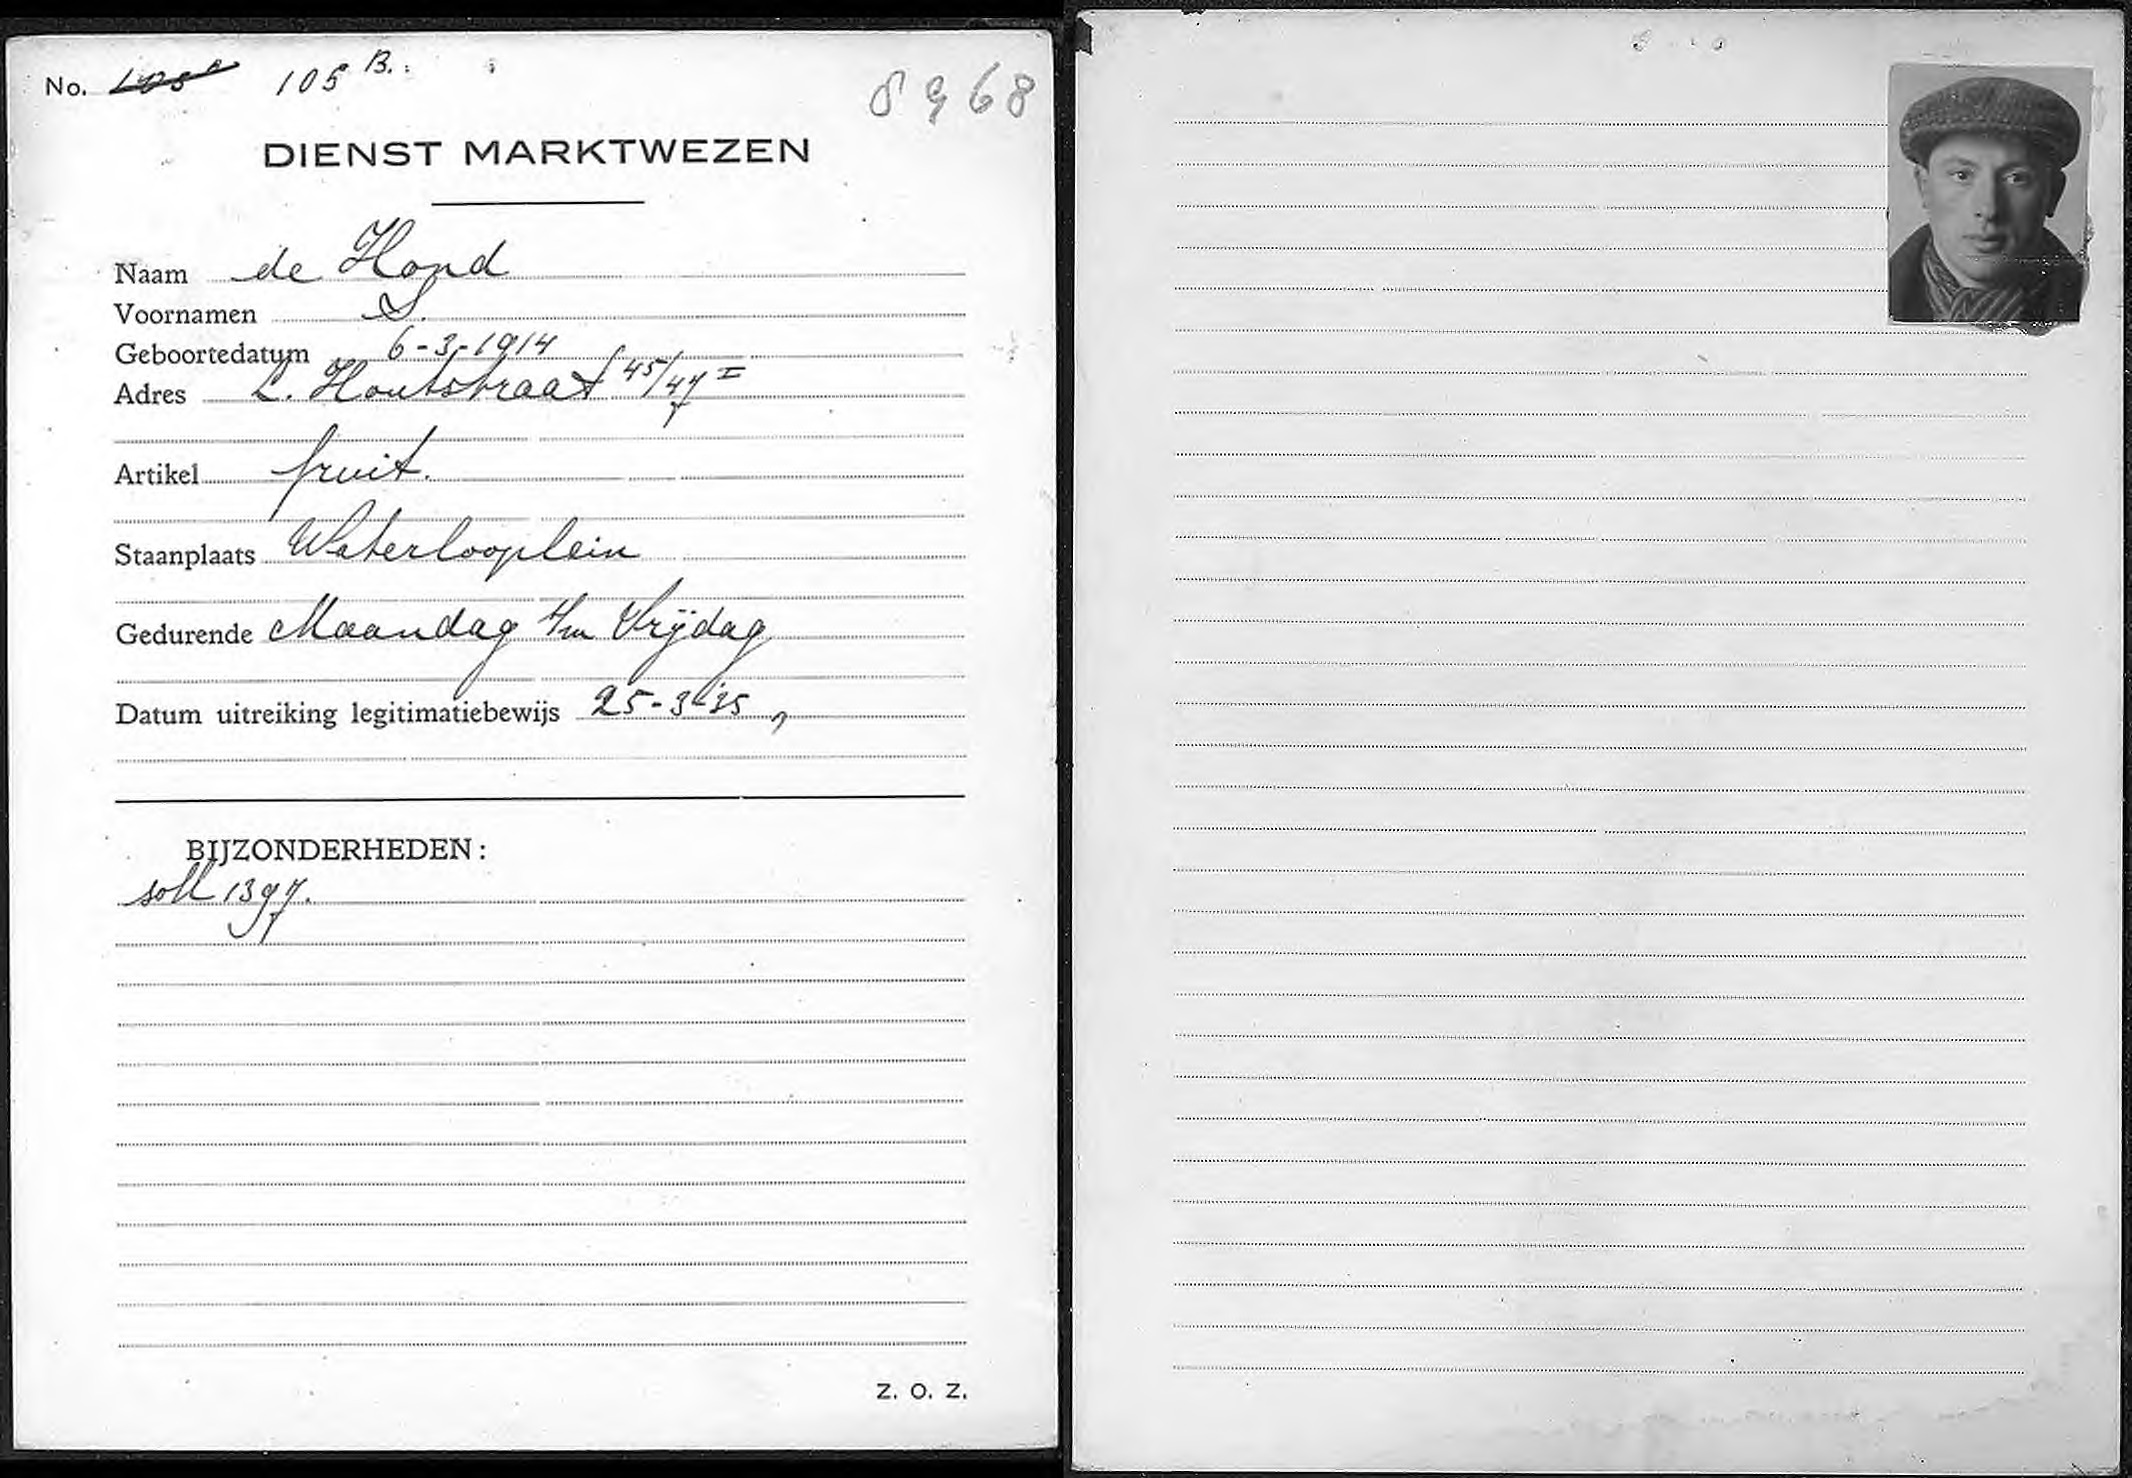 No. 105 B.
8968
DIENST MARKTWEZEN
Naam de Hond
Voornamen S.
Geboortedatum 6-3-1914
Adres L. Houtstraat 45/47 II
Artikel fruit.
Staanplaats Waterlooplein
Gedurende Maandag t/m Vrijdag
Datum uitreiking legitimatiebewijs 25-3-'35
BIJZONDERHEDEN:
soll 1397.
Z. O. Z.